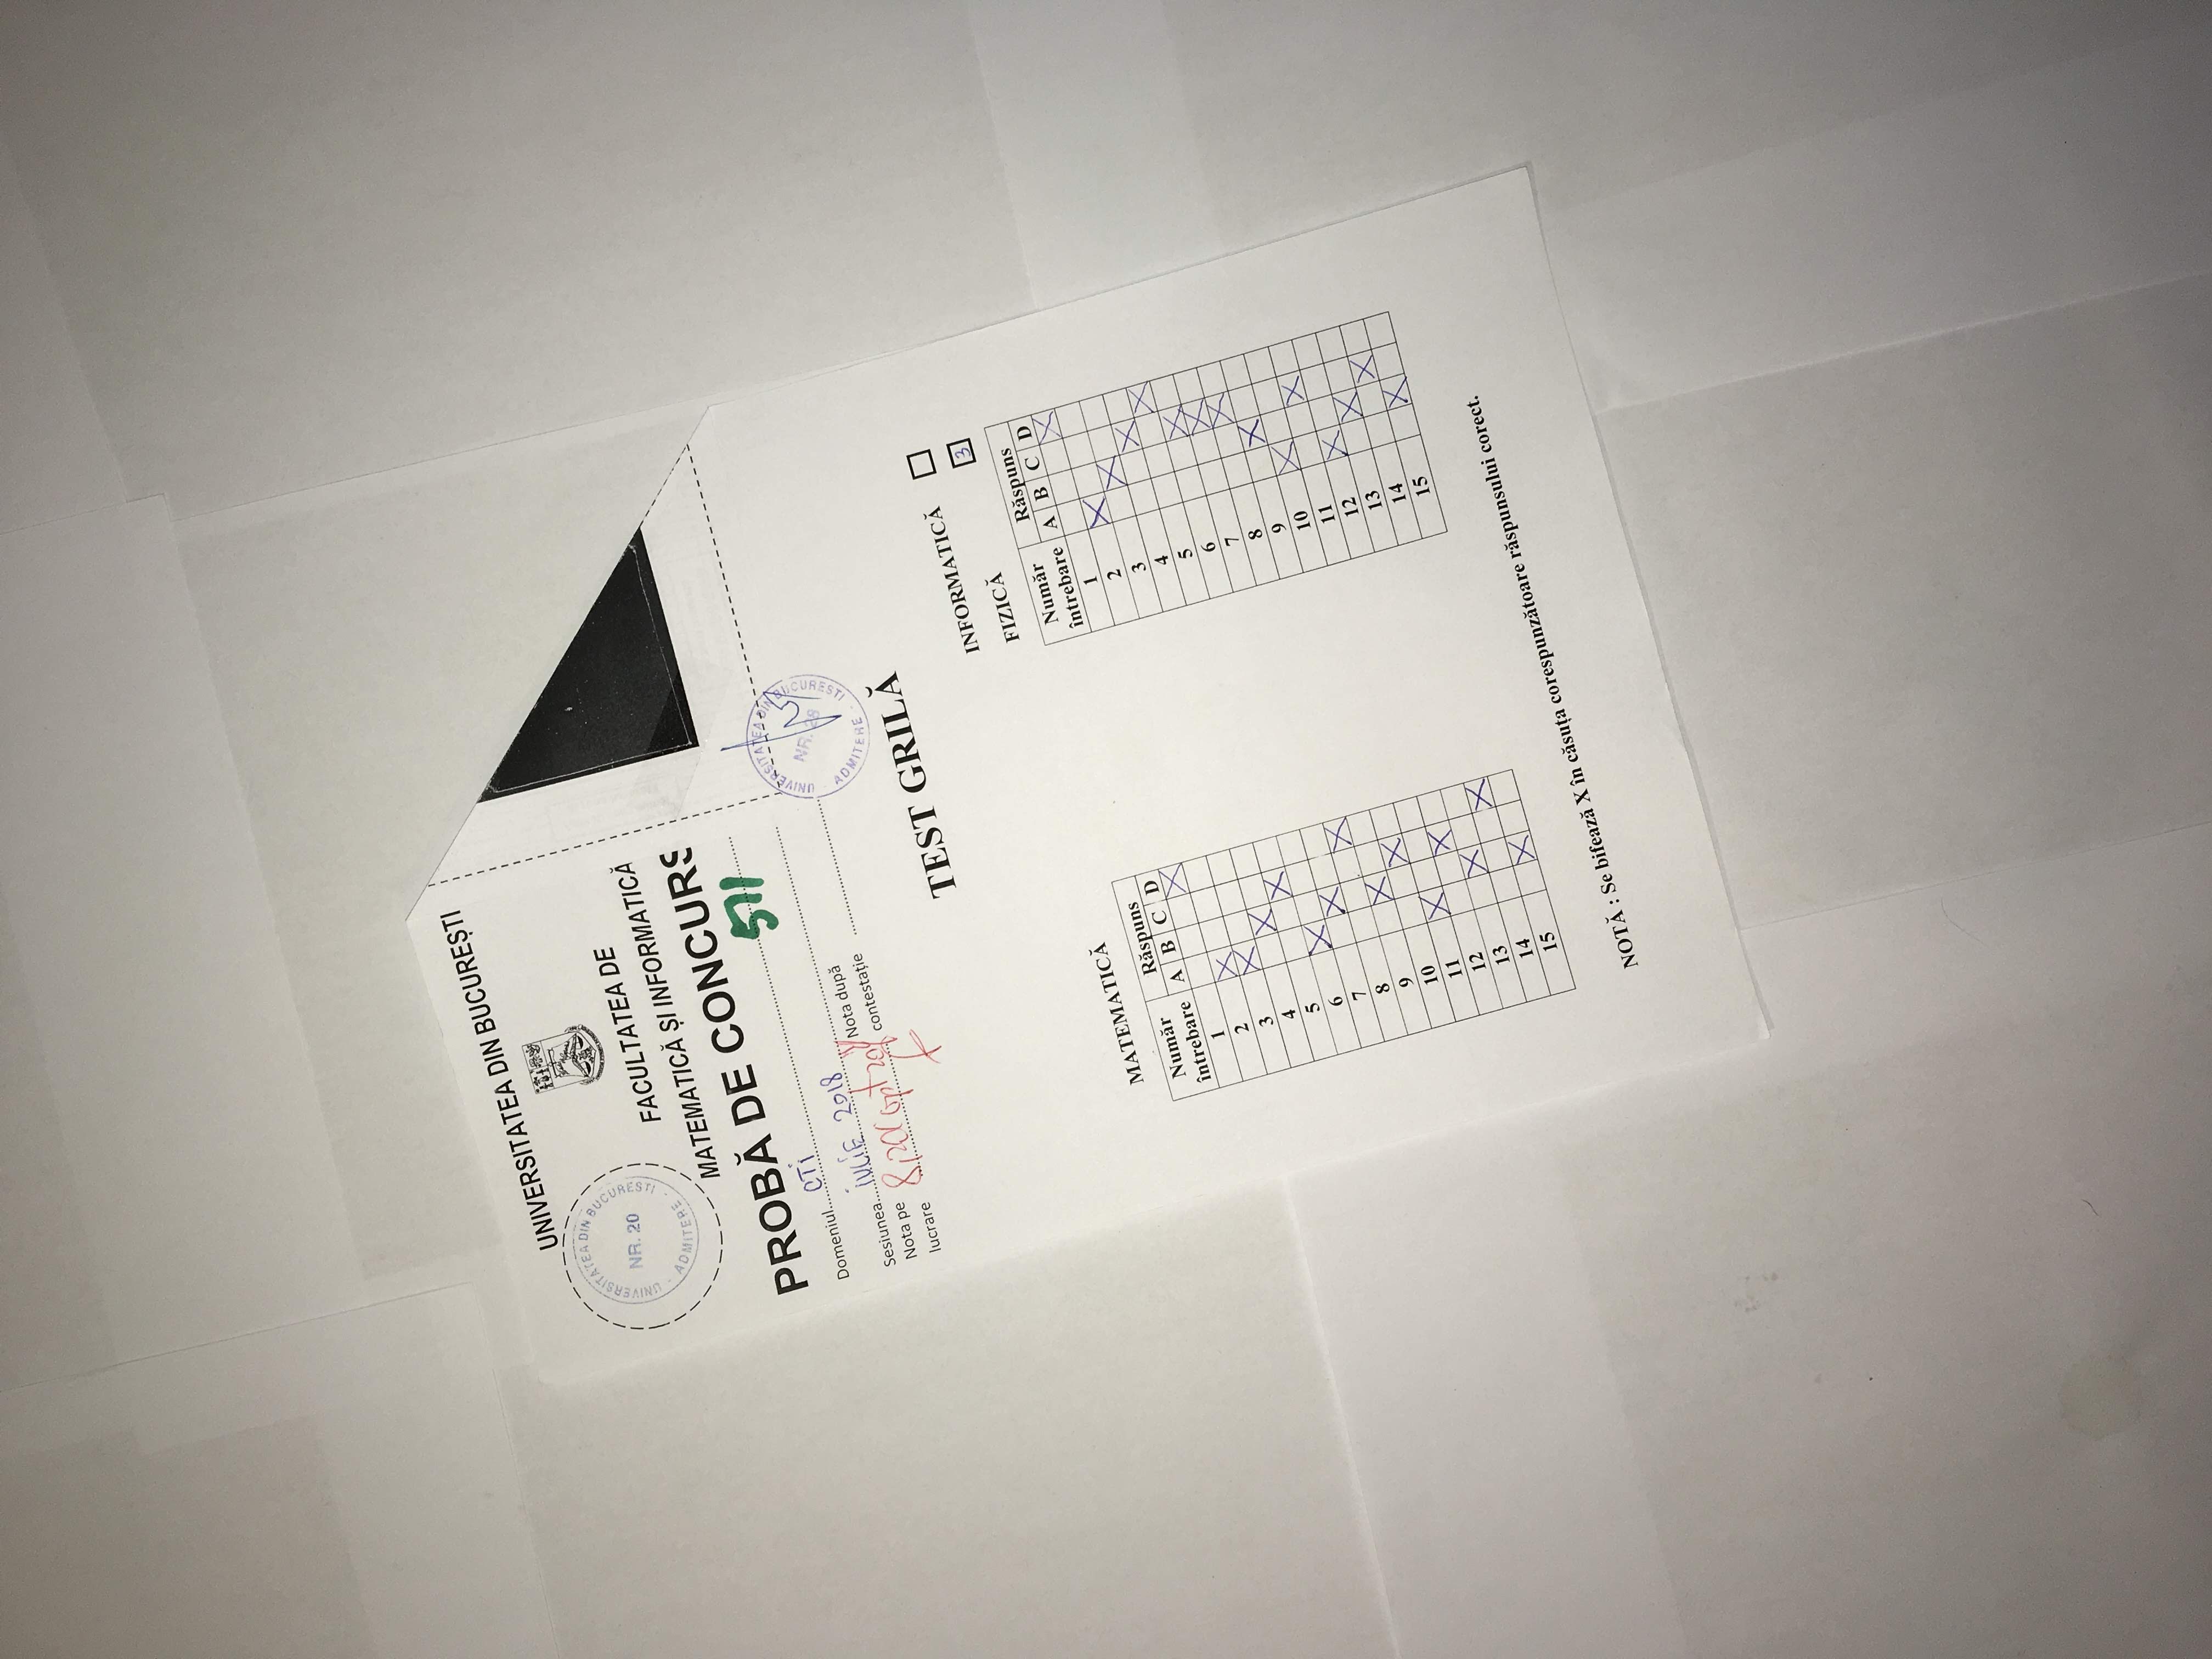 UNIVERSITATEA DIN BUCUREȘTI
UNIVERSITATEA DIN BUCUREȘTI
NR. 20
ADMITERE
FACULTATEA DE
MATEMATICĂ ȘI INFORMATICĂ
PROBĂ DE CONCURS
571
Domeniul CTi
Sesiunea iULiE 2018
Nota pe lucrare 8,20(opt 20)
Nota după contestație
UNIVERSITATEA DIN BUCUREȘTI
NR. 28
ADMITERE
TEST GRILĂ
INFORMATICĂ
FIZICĂ 3
MATEMATICĂ
Număr întrebare Răspuns
A B C D
1 X
2 X
3 X
4 X
5 X
6 X
7 X
8 X
9 X
10 X
11 X
12 X
13 X
14 X
15 X
Număr întrebare Răspuns
A B C D
1 X
2 X
3 X
4 X
5 X
6 X
7 X
8 X
9 X
10 X
11 X
12 X
13 X
14 X
15 X
NOTĂ : Se bifează X în căsuța corespunzătoare răspunsului corect.